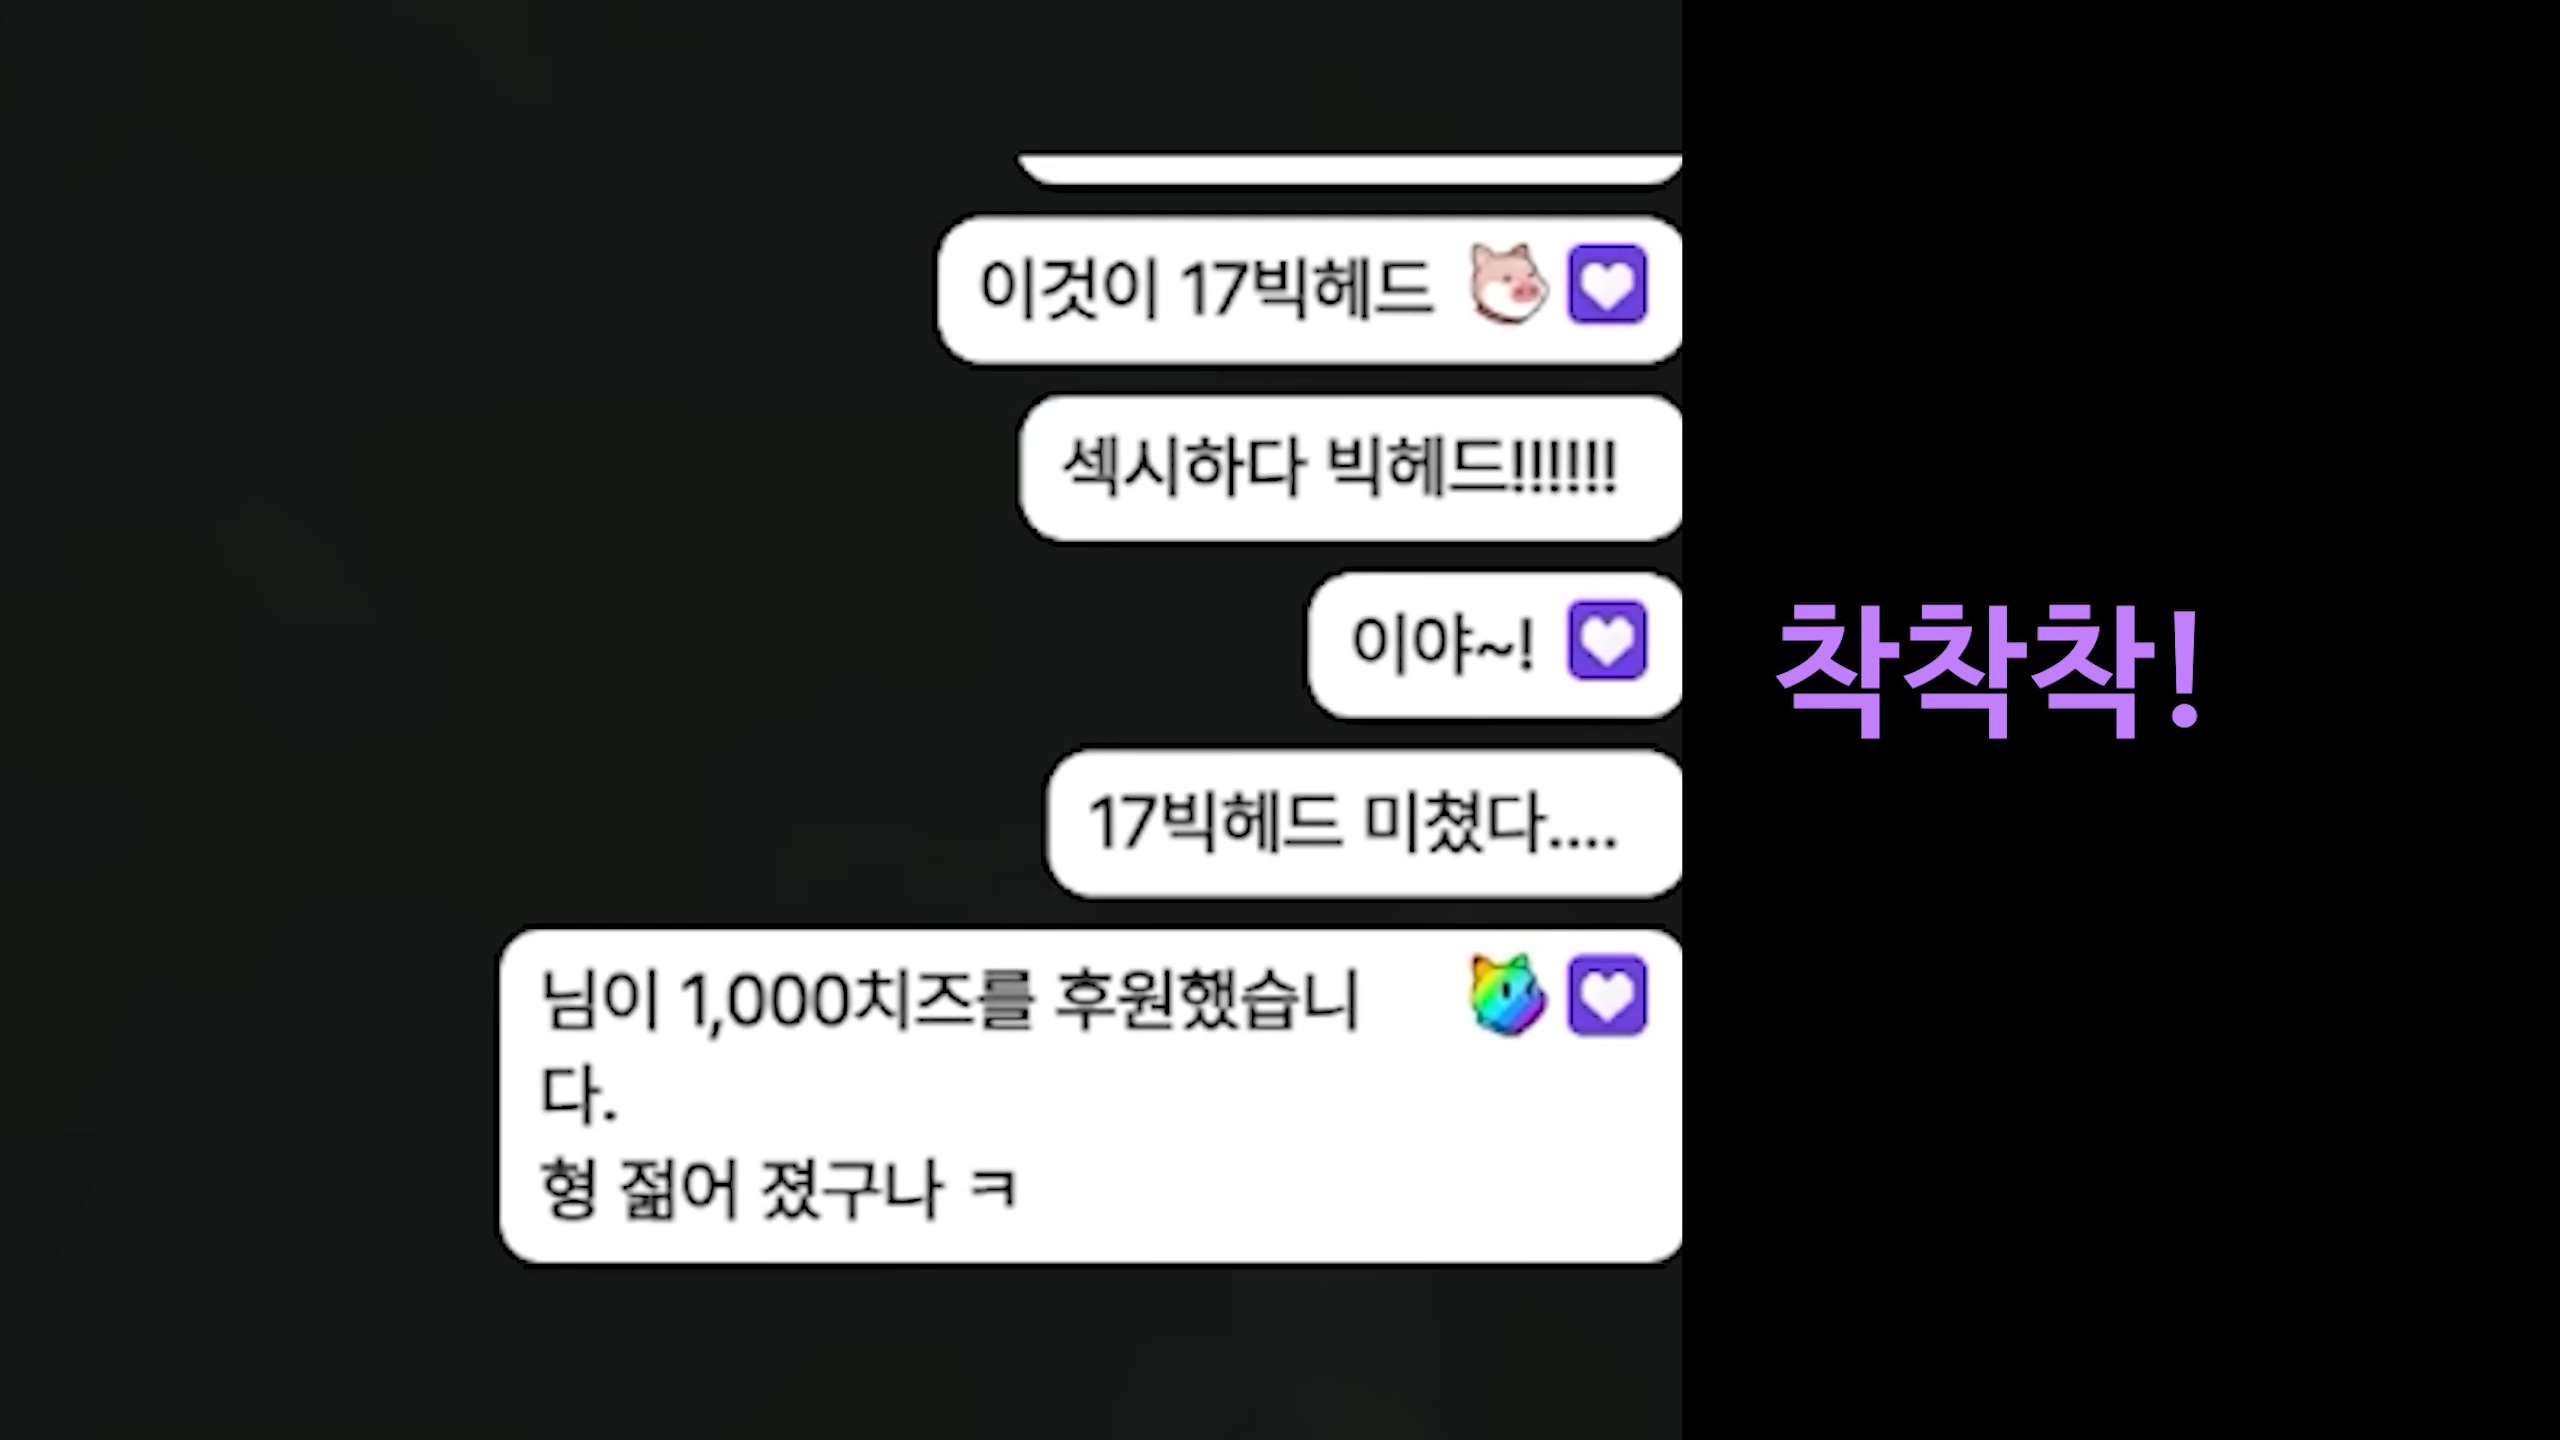 이것이 17빅헤드
섹시하다 빅헤드!!!!!!
이야~!
착착착!
17빅헤드 미쳤다....
님이 1,000치즈를 후원했습니
다.
형 젊어 졌구나 ㅋ